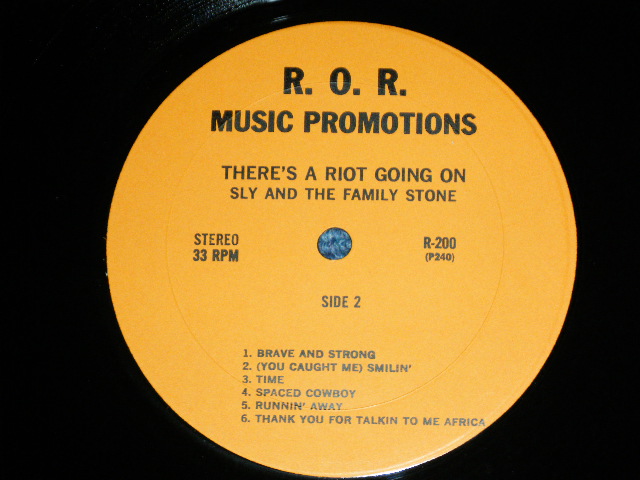 R. O. R.
MUSIC PROMOTIONS
THERE'S A RIOT GOING ON
SLY AND THE FAMILY STONE
STEREO
33 RPM
R-200
(P240)
SIDE 2
1. BRAVE AND STRONG
2. (YOU CAUGHT ME) SMILIN'
3. TIME
4. SPACED COWBOY
5. RUNNIN' AWAY
6. THANK YOU FOR TALKIN TO ME AFRICA